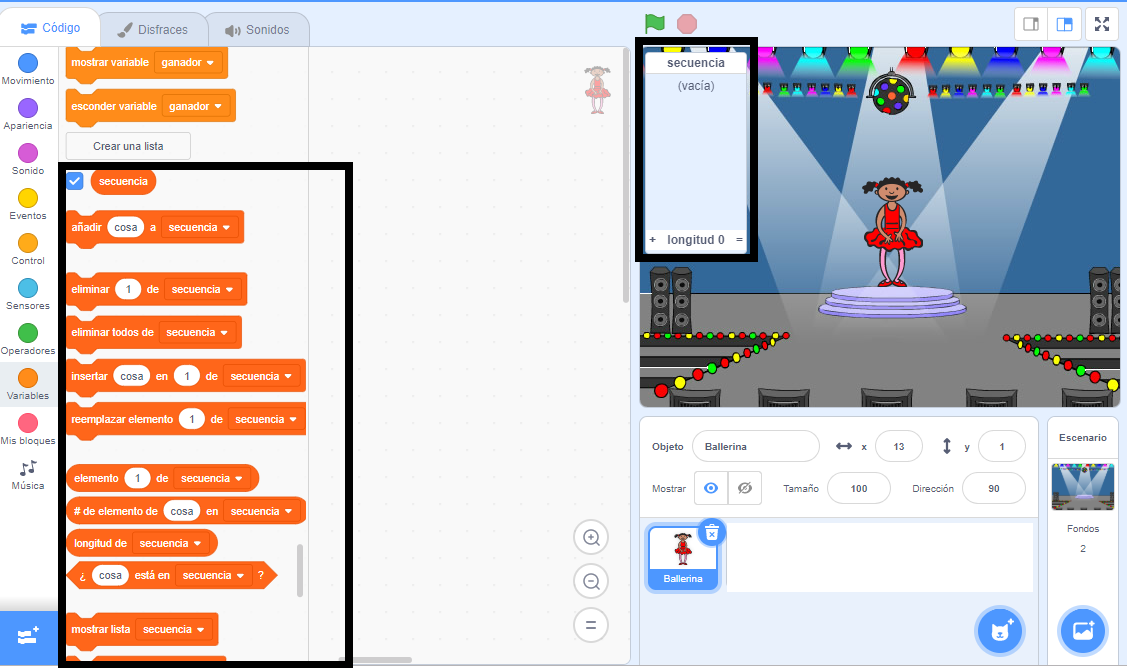 Código
Disfraces
Sonidos
Movimiento
Apariencia
Sonido
Eventos
Control
Sensores
Operadores
Variables
Mis bloques
Música
mostrar variable ganador
esconder variable ganador
Crear una lista
secuencia
añadir cosa a secuencia
eliminar 1 de secuencia
eliminar todos de secuencia
insertar cosa en 1 de secuencia
reemplazar elemento 1 de secuencia
elemento 1 de secuencia
# de elemento de cosa en secuencia
longitud de secuencia
¿ cosa está en secuencia ?
mostrar lista secuencia
secuencia
(vacía)
+ longitud 0 =
Objeto Ballerina x 13 y 1
Mostrar Tamaño 100 Dirección 90
Ballerina
Escenario
Fondos
2